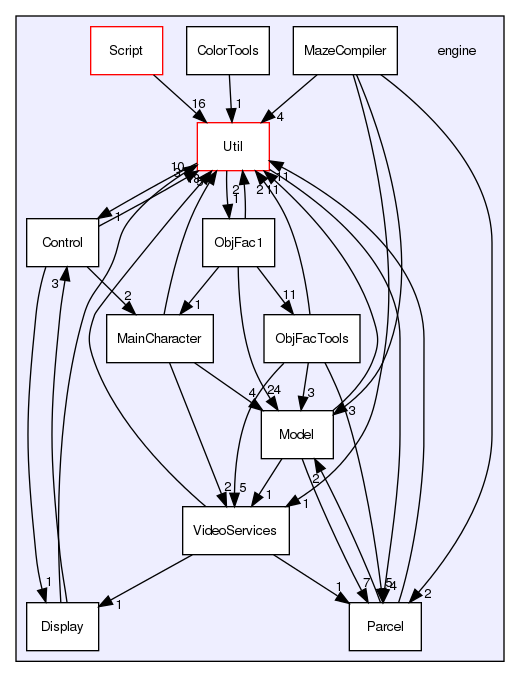 Script
ColorTools
MazeCompiler
engine
16
1
4
Util
10
3
8
2
1
2
11
11
1
Control
ObjFac1
3
2
1
11
MainCharacter
ObjFacTools
4
24
3
3
Model
2
5
1
1
2
VideoServices
1
1
1
7
5
4
2
Display
Parcel